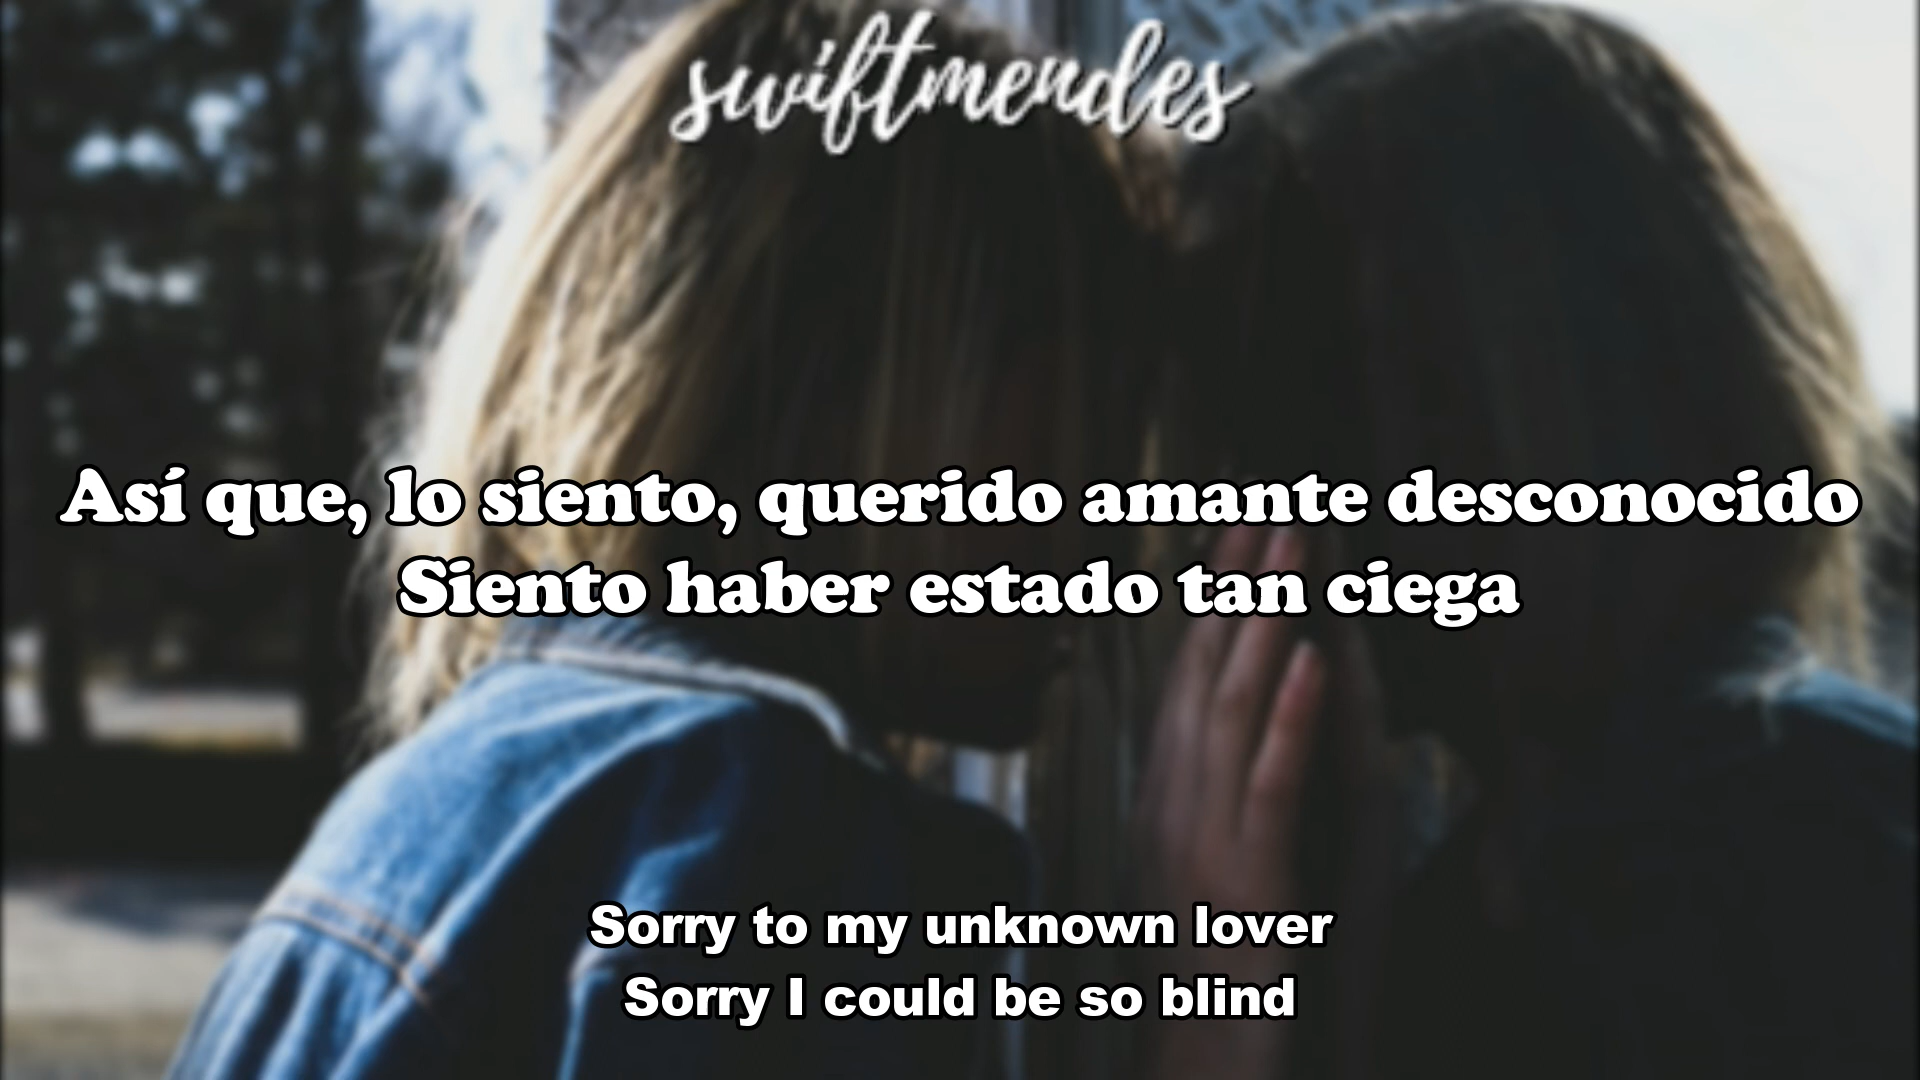 swiftmendes
Así que, lo siento, querido amante desconocido
Siento haber estado tan ciega
Sorry to my unknown lover
Sorry I could be so blind